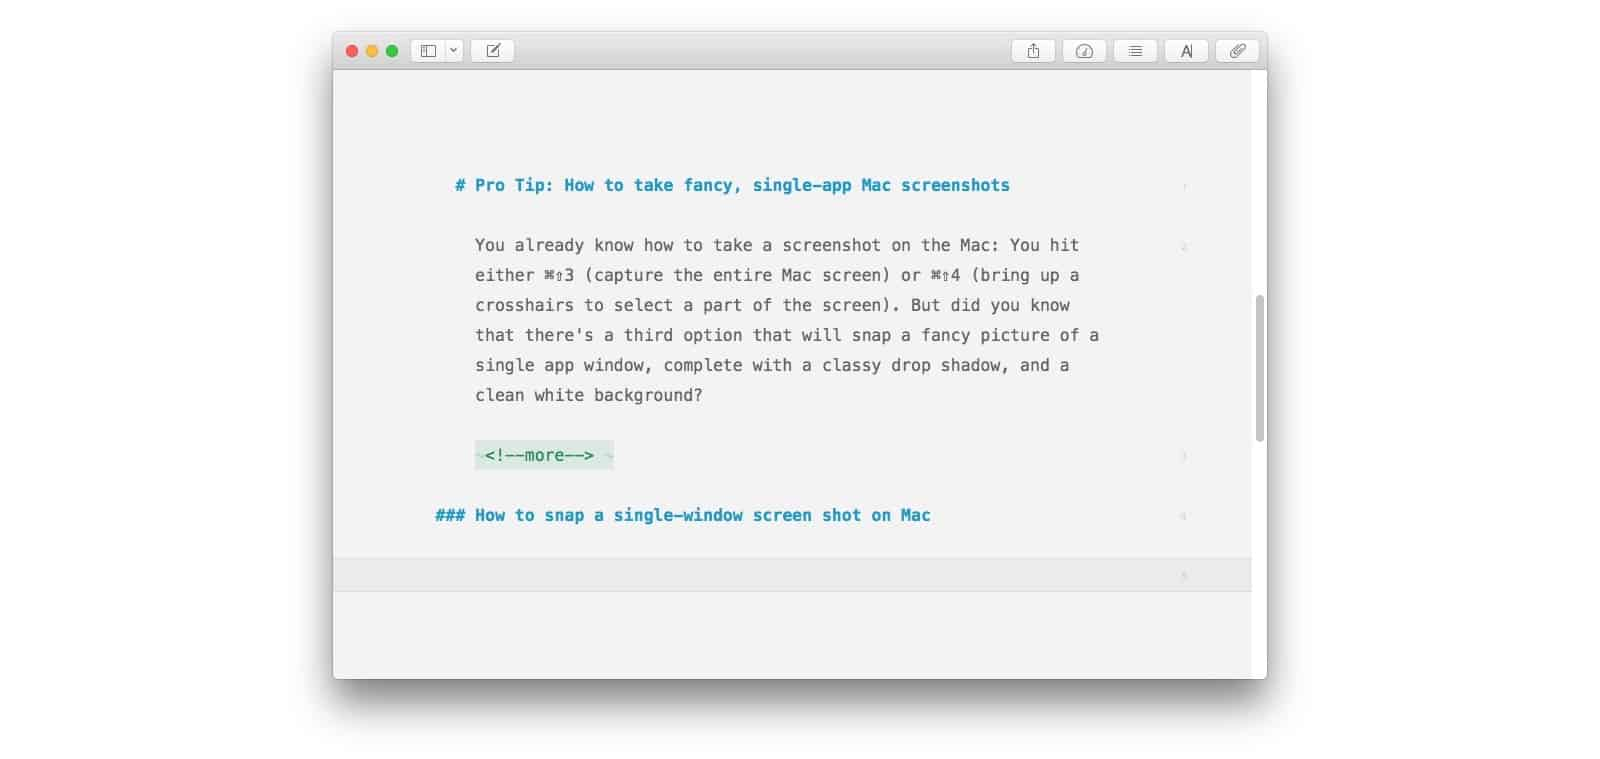 # Pro Tip: How to take fancy, single-app Mac screenshots
1
You already know how to take a screenshot on the Mac: You hit
2
either ⌘⇧3 (capture the entire Mac screen) or ⌘⇧4 (bring up a
crosshairs to select a part of the screen). But did you know
that there's a third option that will snap a fancy picture of a
single app window, complete with a classy drop shadow, and a
clean white background?
~<!--more--> ~
3
### How to snap a single-window screen shot on Mac
4
5